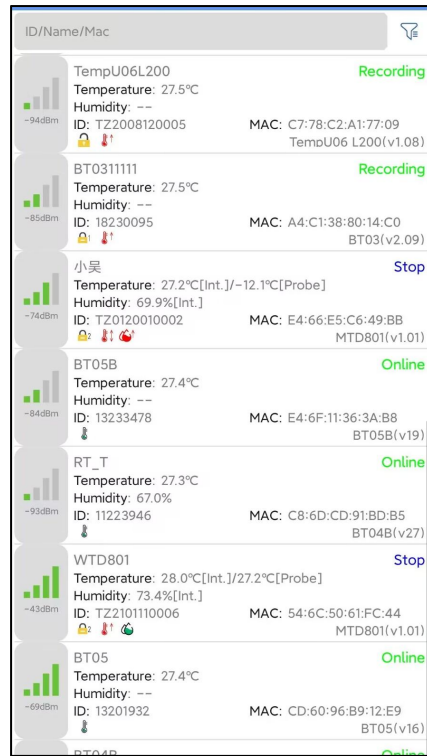 ID/Name/Mac
TempU06L200 Recording
Temperature: 27.5℃
Humidity: --
-94dBm
ID: TZ2008120005 MAC: C7:78:C2:A1:77:09
TempU06 L200(v1.08)
BT0311111 Recording
Temperature: 27.5℃
Humidity: --
-85dBm
ID: 18230095 MAC: A4:C1:38:80:14:C0
1 BT03(v2.09)
小吴 Stop
Temperature: 27.2℃[Int.]/-12.1℃[Probe]
Humidity: 69.9%[Int.]
-74dBm
ID: TZ0120010002 MAC: E4:66:E5:C6:49:BB
2 MTD801(v1.01)
BT05B Online
Temperature: 27.4℃
Humidity: --
-84dBm
ID: 13233478 MAC: E4:6F:11:36:3A:B8
BT05B(v19)
RT_T Online
Temperature: 27.3℃
Humidity: 67.0%
-93dBm
ID: 11223946 MAC: C8:6D:CD:91:BD:B5
BT04B(v27)
WTD801 Stop
Temperature: 28.0℃[Int.]/27.2℃[Probe]
Humidity: 73.4%[Int.]
-43dBm
ID: TZ2101110006 MAC: 54:6C:50:61:FC:44
2 MTD801(v1.01)
BT05 Online
Temperature: 27.4℃
Humidity: --
-69dBm
ID: 13201932 MAC: CD:60:96:B9:12:E9
BT05(v16)
BT04B Online